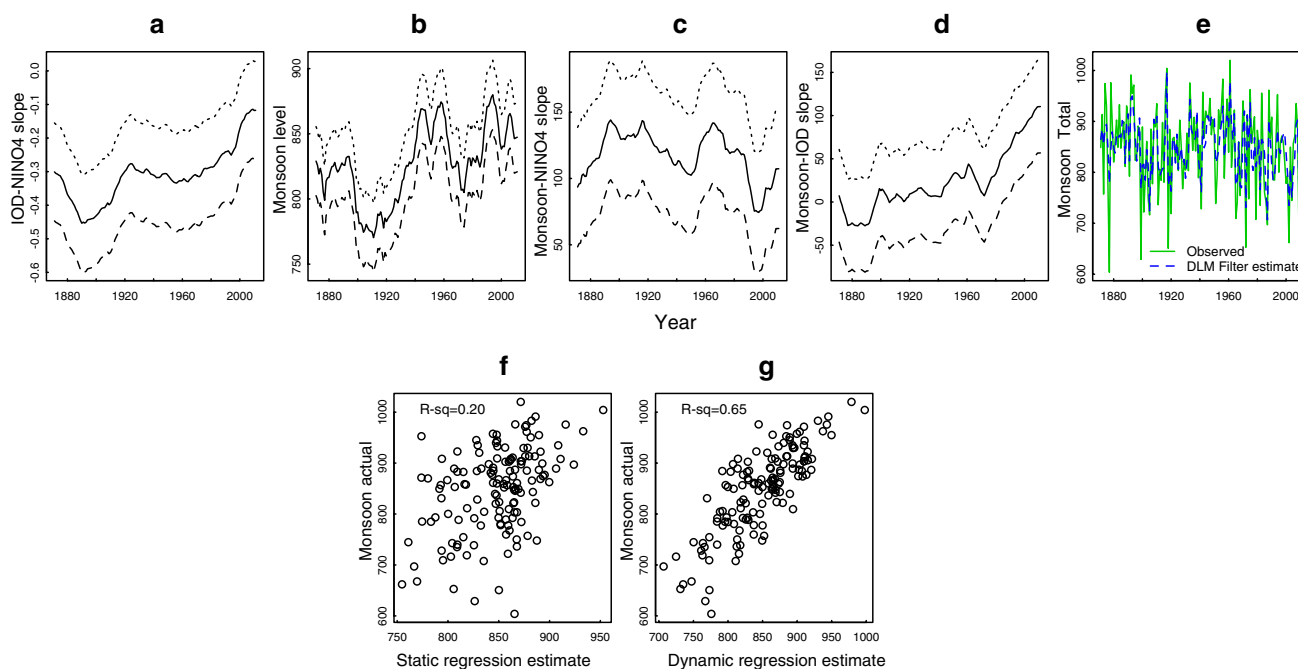 a b c d e
IOD-NINO4 slope
-0.6 -0.5 -0.4 -0.3 -0.2 -0.1 0.0
1880 1920 1960 2000
Monsoon level
750 800 850 900
1880 1920 1960 2000
Monsoon-NINO4 slope
50 100 150
1880 1920 1960 2000
Monsoon-IOD slope
-50 0 50 100 150
1880 1920 1960 2000
Monsoon Total
600 700 800 900 1000
Observed
DLM Filter estimate
1880 1920 1960 2000
Year
f g
Monsoon actual
600 700 800 900 1000
R-sq=0.20
750 800 850 900 950
Static regression estimate
Monsoon actual
600 700 800 900 1000
R-sq=0.65
700 750 800 850 900 950 1000
Dynamic regression estimate